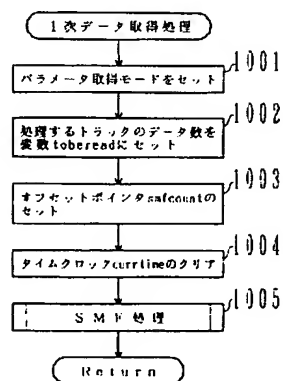 1次データ取得処理
1001
パラメータ取得モードをセット
1002
処理するトラックのデータ数を
変数tobereadにセット
1003
オフセットポインタsmfcountの
セット
1004
タイムクロックcurrtimeのクリア
1005
SMF処理
Return